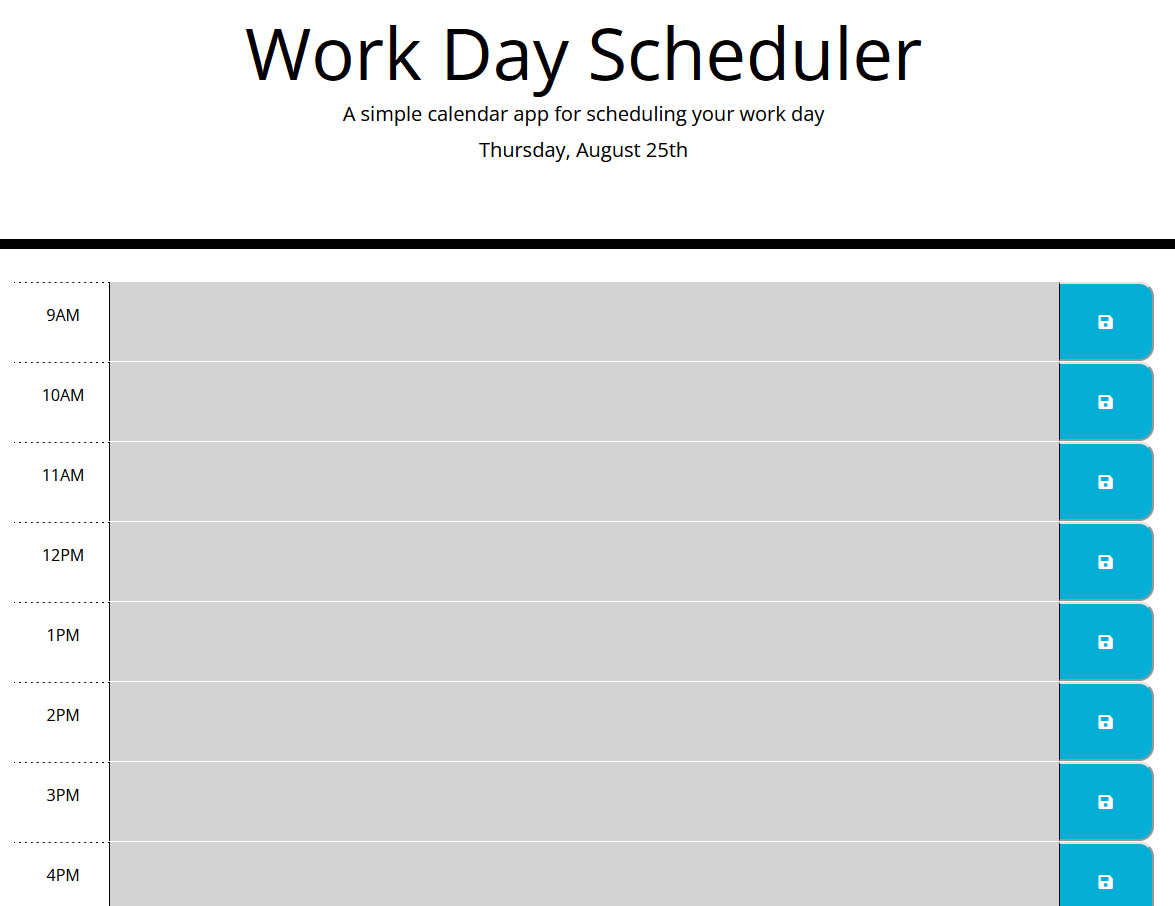 Work Day Scheduler
A simple calendar app for scheduling your work day
Thursday, August 25th
9AM
10AM
11AM
12PM
1PM
2PM
3PM
4PM